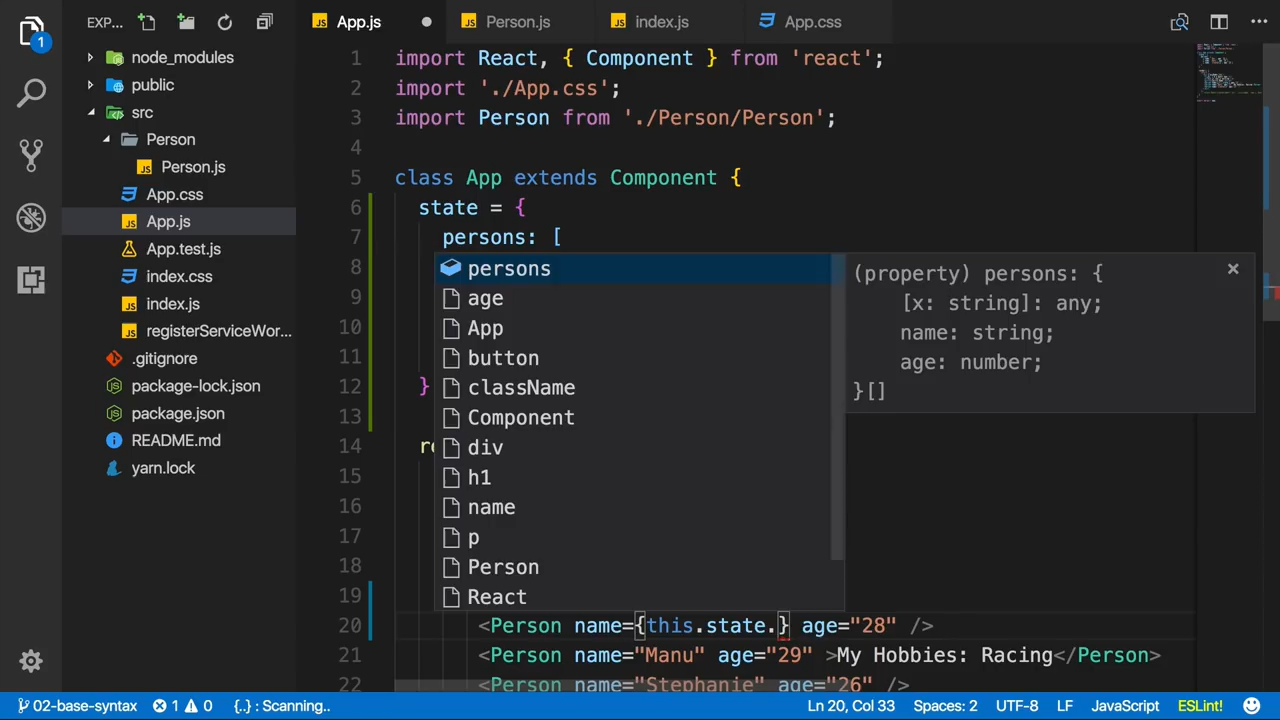 EXP...
App.js
Person.js
index.js
App.css
1
node_modules
public
src
Person
Person.js
App.css
App.js
App.test.js
index.css
index.js
registerServiceWor...
.gitignore
package-lock.json
package.json
README.md
yarn.lock
1 import React, { Component } from 'react';
2 import './App.css';
3 import Person from './Person/Person';
4
5 class App extends Component {
6 state = {
7 persons: [
8
9
10
11
12 }
13
14 re
15
16
17
18
19
20 <Person name={this.state.} age="28" />
21 <Person name="Manu" age="29" >My Hobbies: Racing</Person>
22 <Person name="Stephanie" age="26" />
persons
age
App
button
className
Component
div
h1
name
p
Person
React
(property) persons: {
[x: string]: any;
name: string;
age: number;
}[]
02-base-syntax 1 0 {..} : Scanning.. Ln 20, Col 33 Spaces: 2 UTF-8 LF JavaScript ESLint!